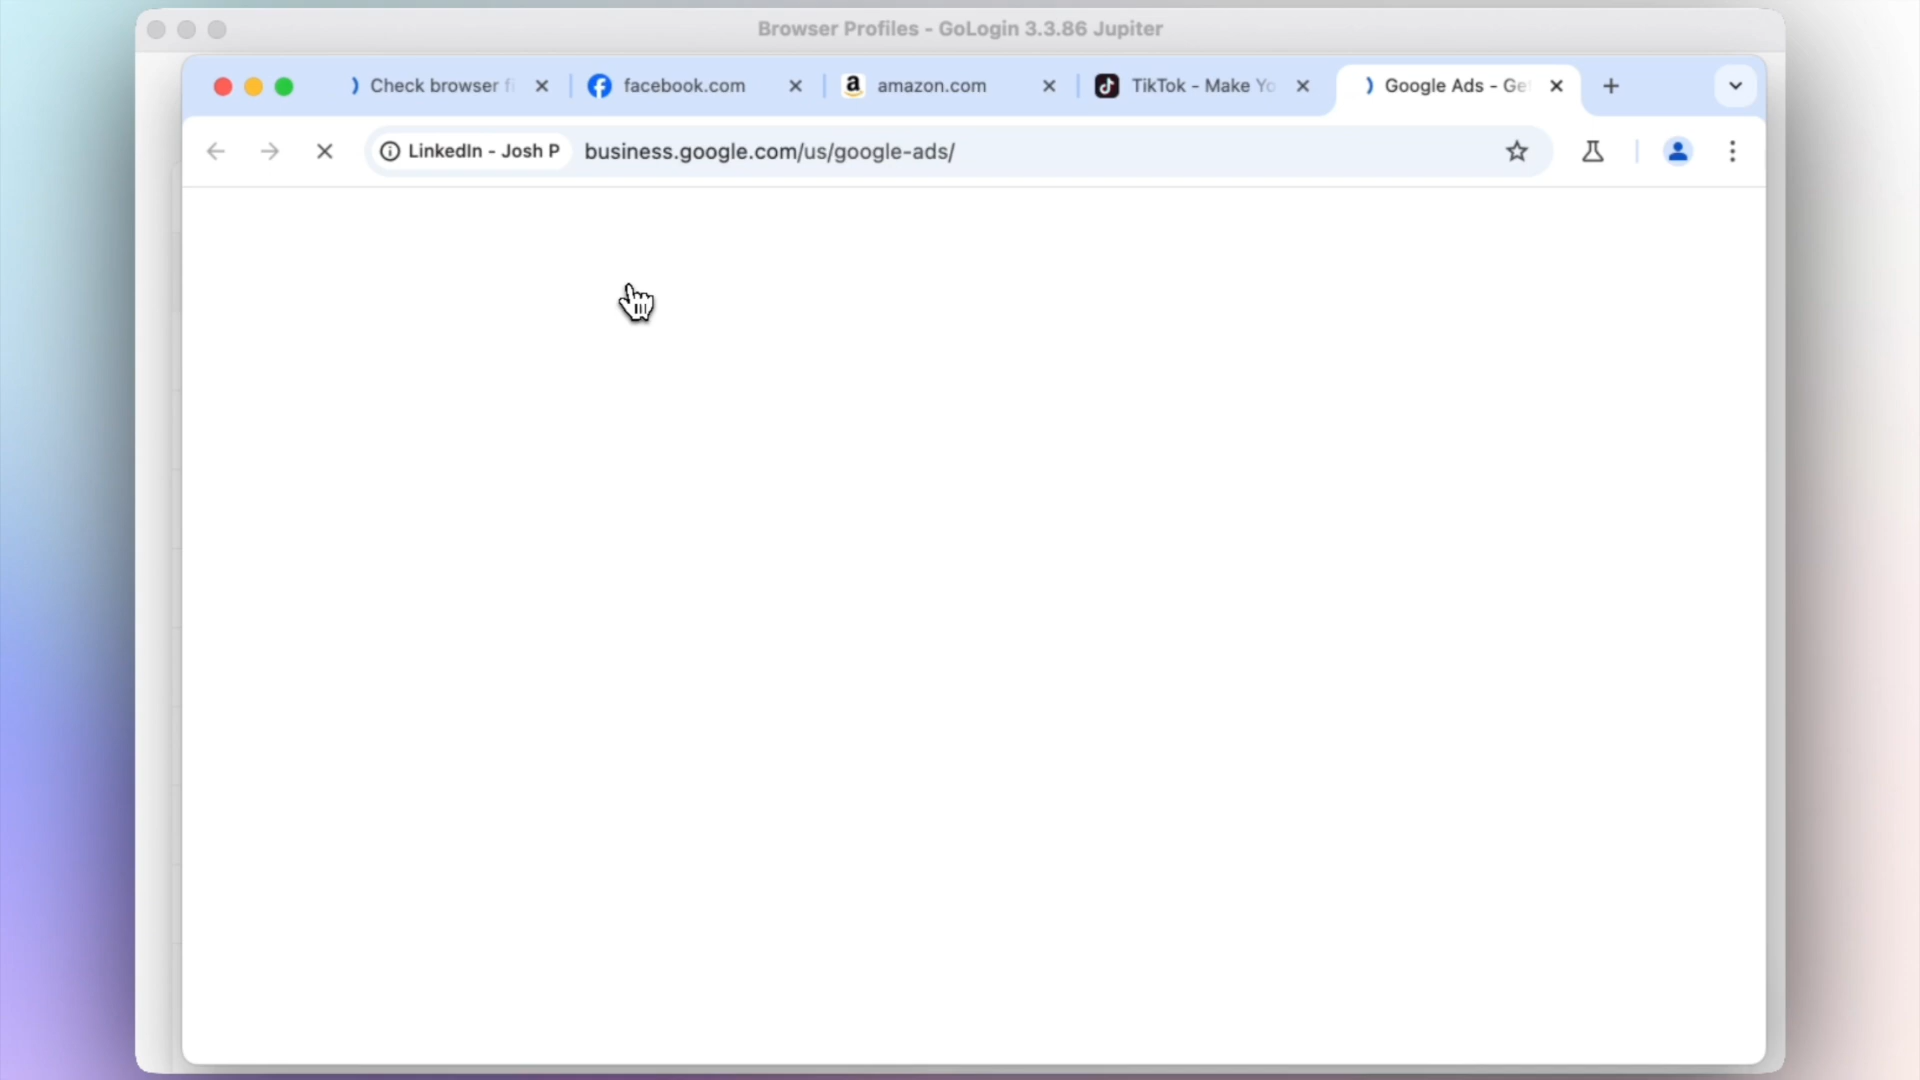 Browser Profiles - GoLogin 3.3.86 Jupiter
Check browser fi
facebook.com
amazon.com
TikTok - Make Yo
Google Ads - Ge
LinkedIn - Josh P
business.google.com/us/google-ads/